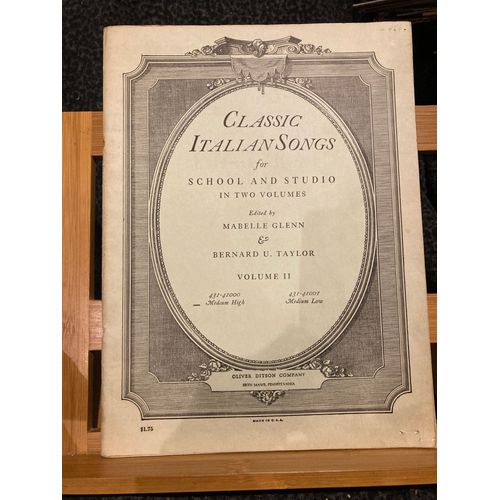 CLASSIC
ITALIAN SONGS
for
SCHOOL AND STUDIO
IN TWO VOLUMES
Edited by
MABELLE GLENN
&
BERNARD U. TAYLOR
VOLUME II
431-41000 431-41001
Medium High Medium Low
OLIVER DITSON COMPANY
BRYN MAWR, PENNSYLVANIA
MADE IN U.S.A.
$1.75